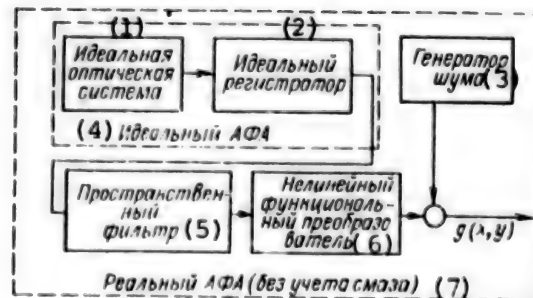 (1)
(2)
Идеальная
оптическая
система
Идеальный
регистратор
Генератор
шума(3)
(4) Идеальный АФА
Пространствен-
ный
фильтр (5)
Нелинейный
функциональ-
ный преобразо
ватель(6)
g(x,y)
Реальный АФА (без учета смаза) (7)